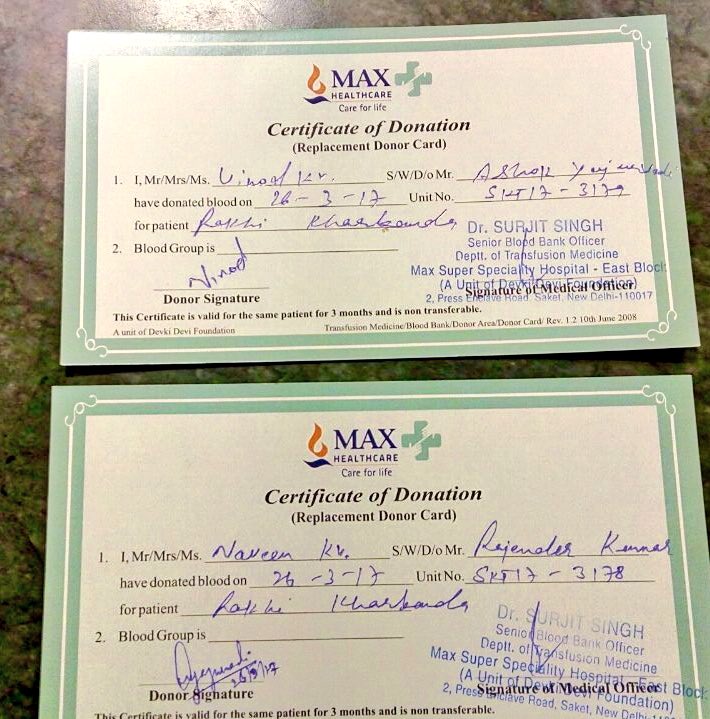 MAX
HEALTHCARE
Care for life
Certificate of Donation
(Replacement Donor Card)
1. I, Mr/Mrs/Ms. Vinod Kr. S/W/D/o Mr. Ashok
have donated blood on 26-3-17 Unit No. SKT17-3179
for patient Rakhi Kharbanda
2. Blood Group is
Dr. SURJIT SINGH
Senior Blood Bank Officer
Deptt. of Transfusion Medicine
Max Super Speciality Hospital - East Block
(A Unit of Devki Devi Foundation)
2, Press Enclave Road, Saket, New Delhi-110017
Vinod
Donor Signature
Signature of Medical Officer
This Certificate is valid for the same patient for 3 months and is non transferable.
A unit of Devki Devi Foundation
Transfusion Medicine/Blood Bank/Donor Area/Donor Card/ Rev. 1.2 10th June 2008
MAX
HEALTHCARE
Care for life
Certificate of Donation
(Replacement Donor Card)
1. I, Mr/Mrs/Ms. Naveen Kr. S/W/D/o Mr. Rajender Kumar
have donated blood on 26-3-17 Unit No. SKT17-3178
for patient Rakhi Kharbanda
2. Blood Group is
Dr. SURJIT SINGH
Senior Blood Bank Officer
Deptt. of Transfusion Medicine
Max Super Speciality Hospital - East Block
(A Unit of Devki Devi Foundation)
2, Press Enclave Road, Saket, New Delhi
Donor Signature
Signature of Medical Officer
This Certificate is valid for the same patient for 3 months and is non transferable.